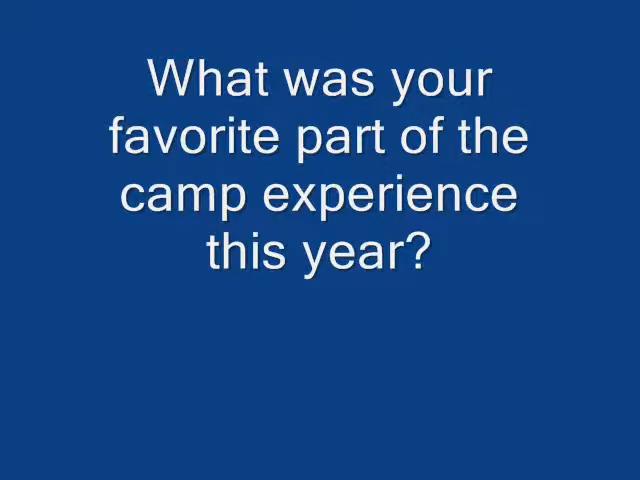 What was your
favorite part of the
camp experience
this year?